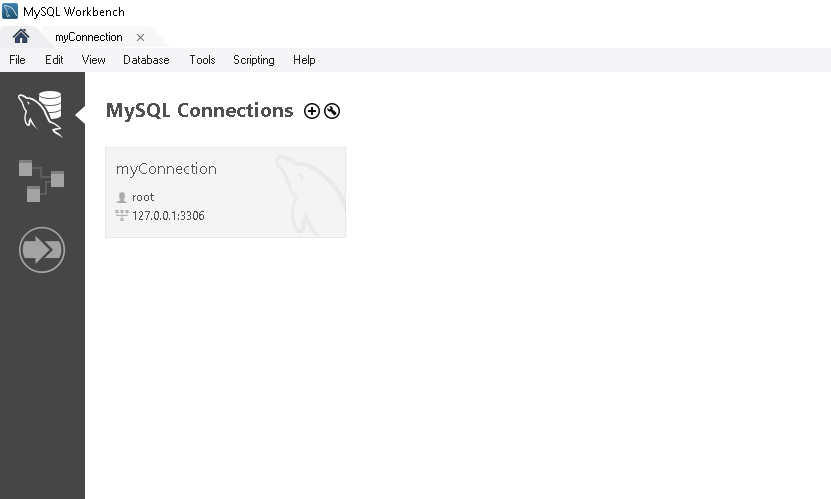 MySQL Workbench
myConnection
File Edit View Database Tools Scripting Help
MySQL Connections
myConnection
root
127.0.0.1:3306